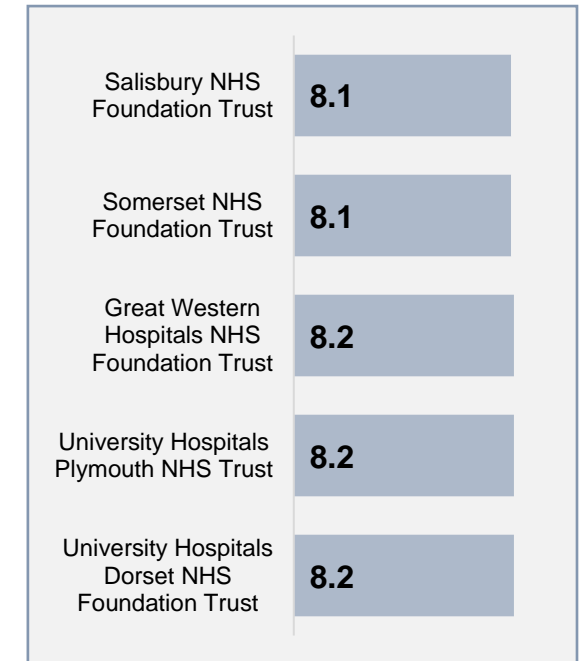 Salisbury NHS
Foundation Trust
8.1
Somerset NHS
Foundation Trust
8.1
Great Western
Hospitals NHS
Foundation Trust
8.2
University Hospitals
Plymouth NHS Trust
8.2
University Hospitals
Dorset NHS
Foundation Trust
8.2